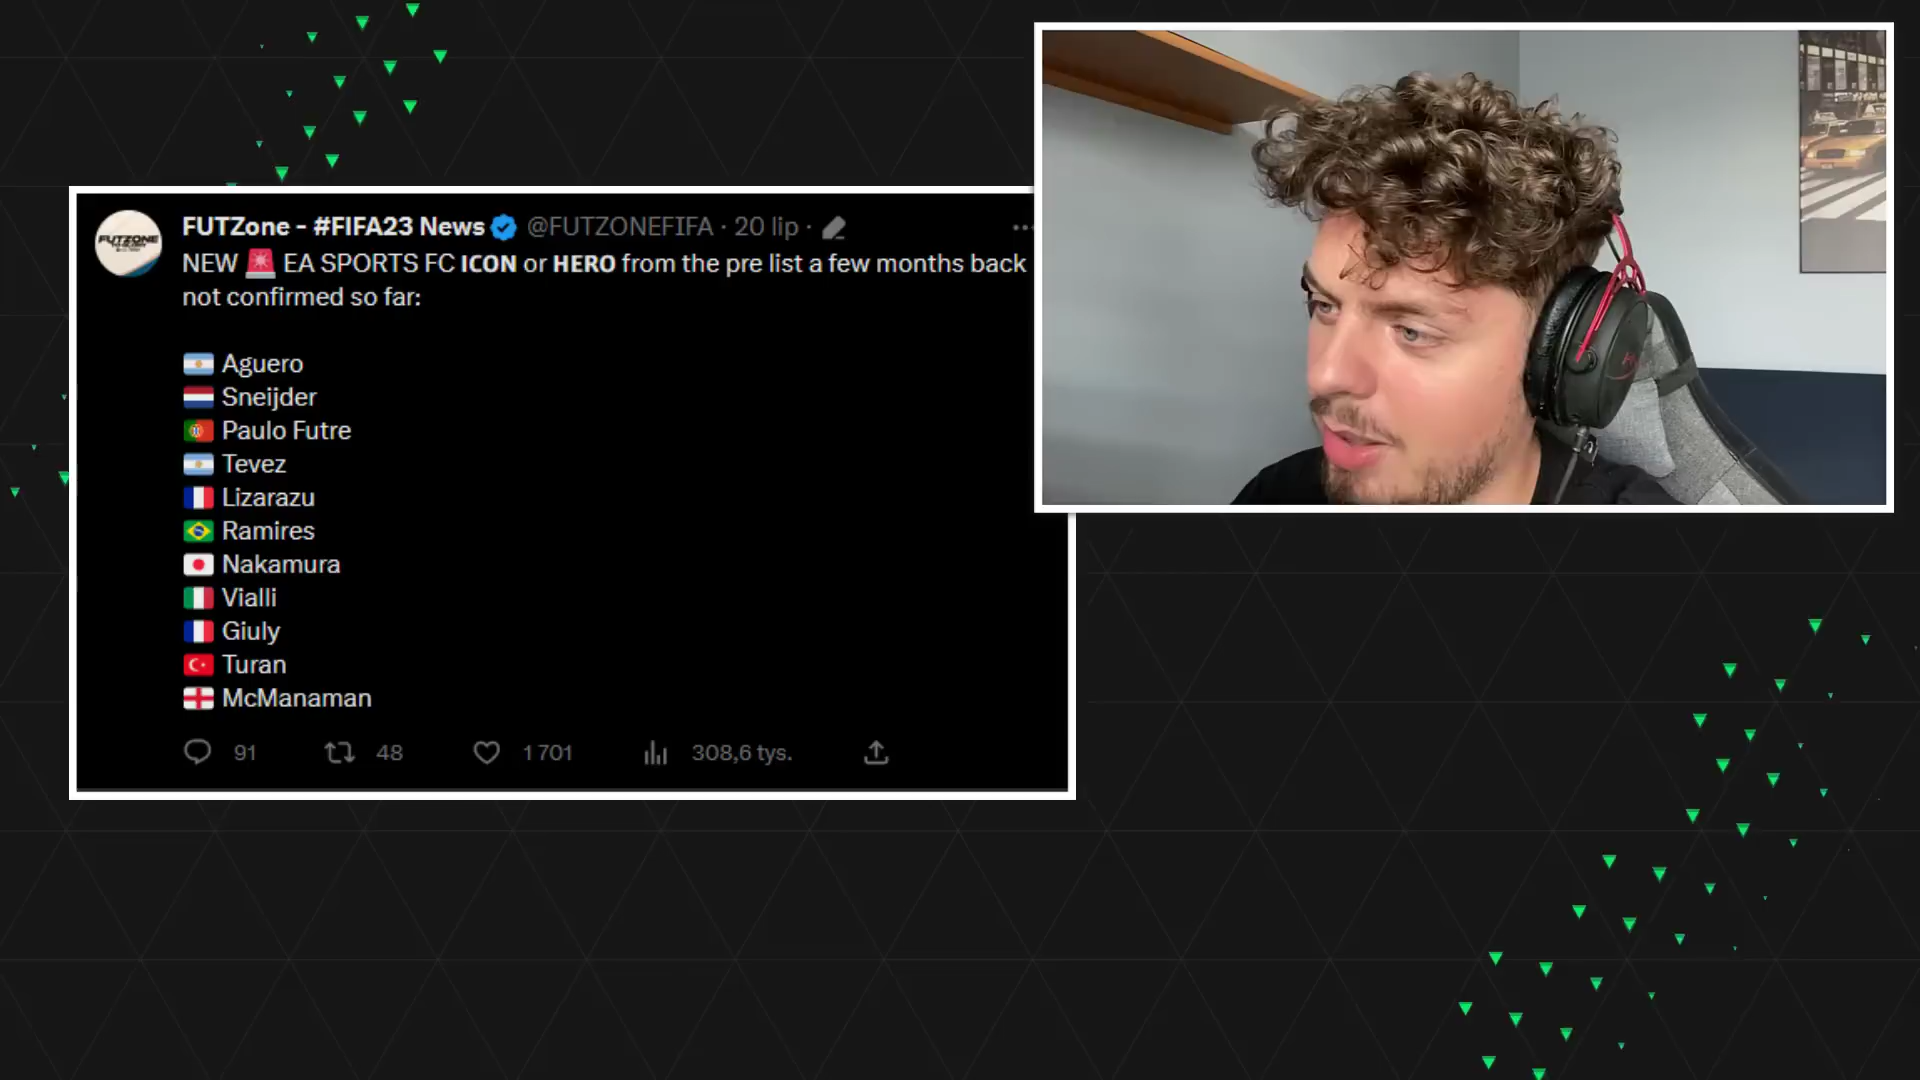 FUTZone - #FIFA23 News @FUTZONEFIFA · 20 lip ·
NEW 🚨 EA SPORTS FC ICON or HERO from the pre list a few months back
not confirmed so far:
🇦🇷 Aguero
🇳🇱 Sneijder
🇵🇹 Paulo Futre
🇦🇷 Tevez
🇫🇷 Lizarazu
🇧🇷 Ramires
🇯🇵 Nakamura
🇮🇹 Vialli
🇫🇷 Giuly
🇹🇷 Turan
🏴󠁧󠁢󠁥󠁮󠁧󠁿 McManaman
91 48 1 701 308,6 tys.
FUTZONE